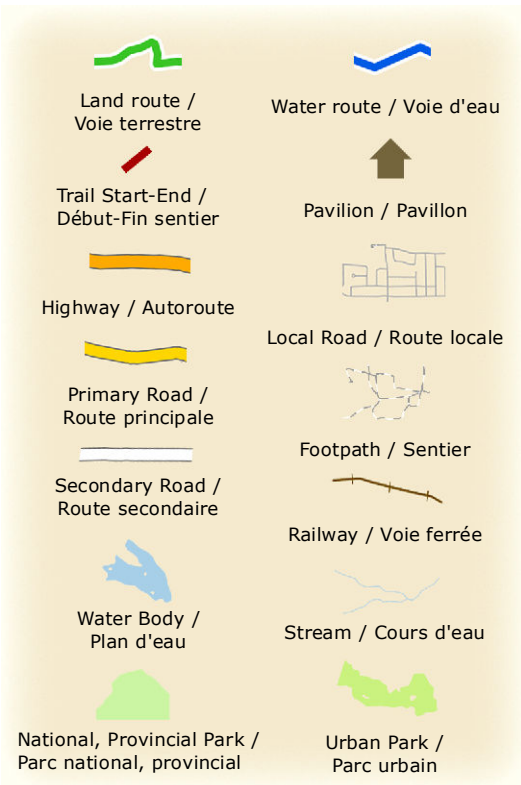 Land route /
Voie terrestre
Water route / Voie d'eau
Trail Start-End /
Début-Fin sentier
Pavilion / Pavillon
Highway / Autoroute
Local Road / Route locale
Primary Road /
Route principale
Footpath / Sentier
Secondary Road /
Route secondaire
Railway / Voie ferrée
Water Body /
Plan d'eau
Stream / Cours d'eau
National, Provincial Park /
Parc national, provincial
Urban Park /
Parc urbain